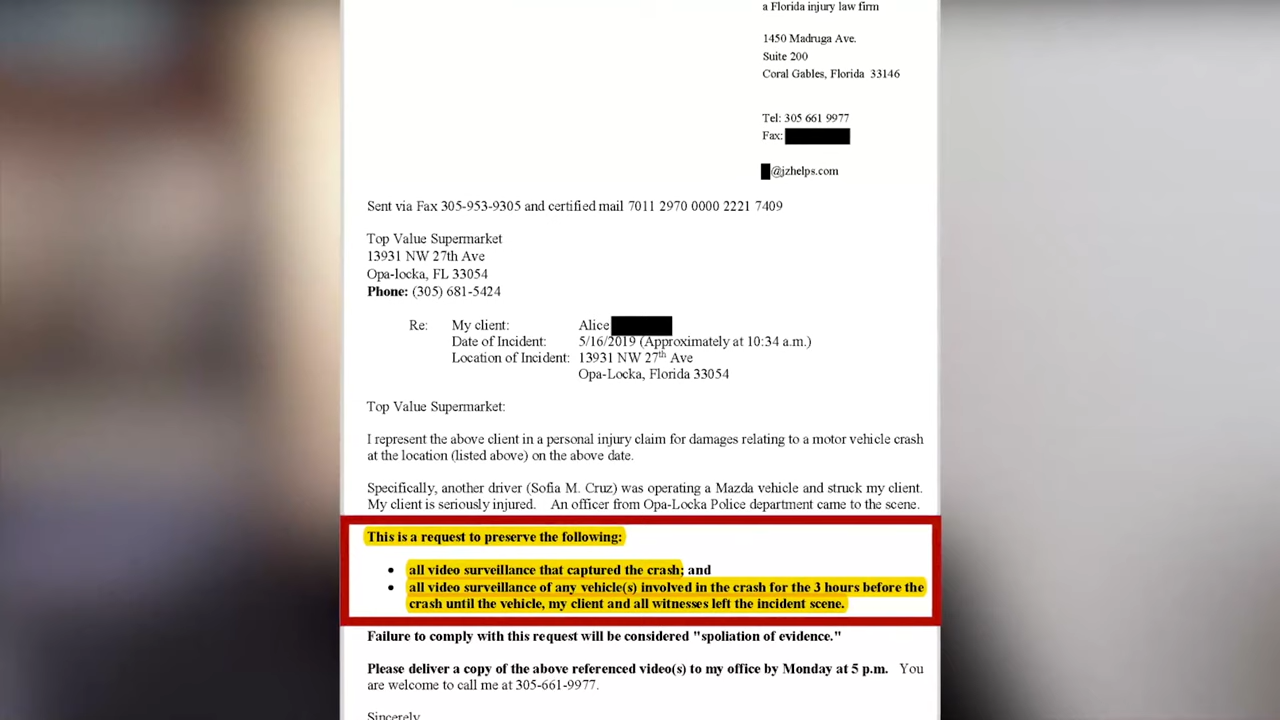 a Florida injury law firm
1450 Madruga Ave.
Suite 200
Coral Gables, Florida 33146
Tel: 305 661 9977
Fax:
@jzhelps.com
Sent via Fax 305-953-9305 and certified mail 7011 2970 0000 2221 7409
Top Value Supermarket
13931 NW 27th Ave
Opa-locka, FL 33054
Phone: (305) 681-5424
Re: My client: Alice
Date of Incident: 5/16/2019 (Approximately at 10:34 a.m.)
Location of Incident: 13931 NW 27th Ave
Opa-Locka, Florida 33054
Top Value Supermarket:
I represent the above client in a personal injury claim for damages relating to a motor vehicle crash
at the location (listed above) on the above date.
Specifically, another driver (Sofia M. Cruz) was operating a Mazda vehicle and struck my client.
My client is seriously injured. An officer from Opa-Locka Police department came to the scene.
This is a request to preserve the following:
• all video surveillance that captured the crash; and
• all video surveillance of any vehicle(s) involved in the crash for the 3 hours before the
crash until the vehicle, my client and all witnesses left the incident scene.
Failure to comply with this request will be considered "spoliation of evidence."
Please deliver a copy of the above referenced video(s) to my office by Monday at 5 p.m. You
are welcome to call me at 305-661-9977.
Sincerely